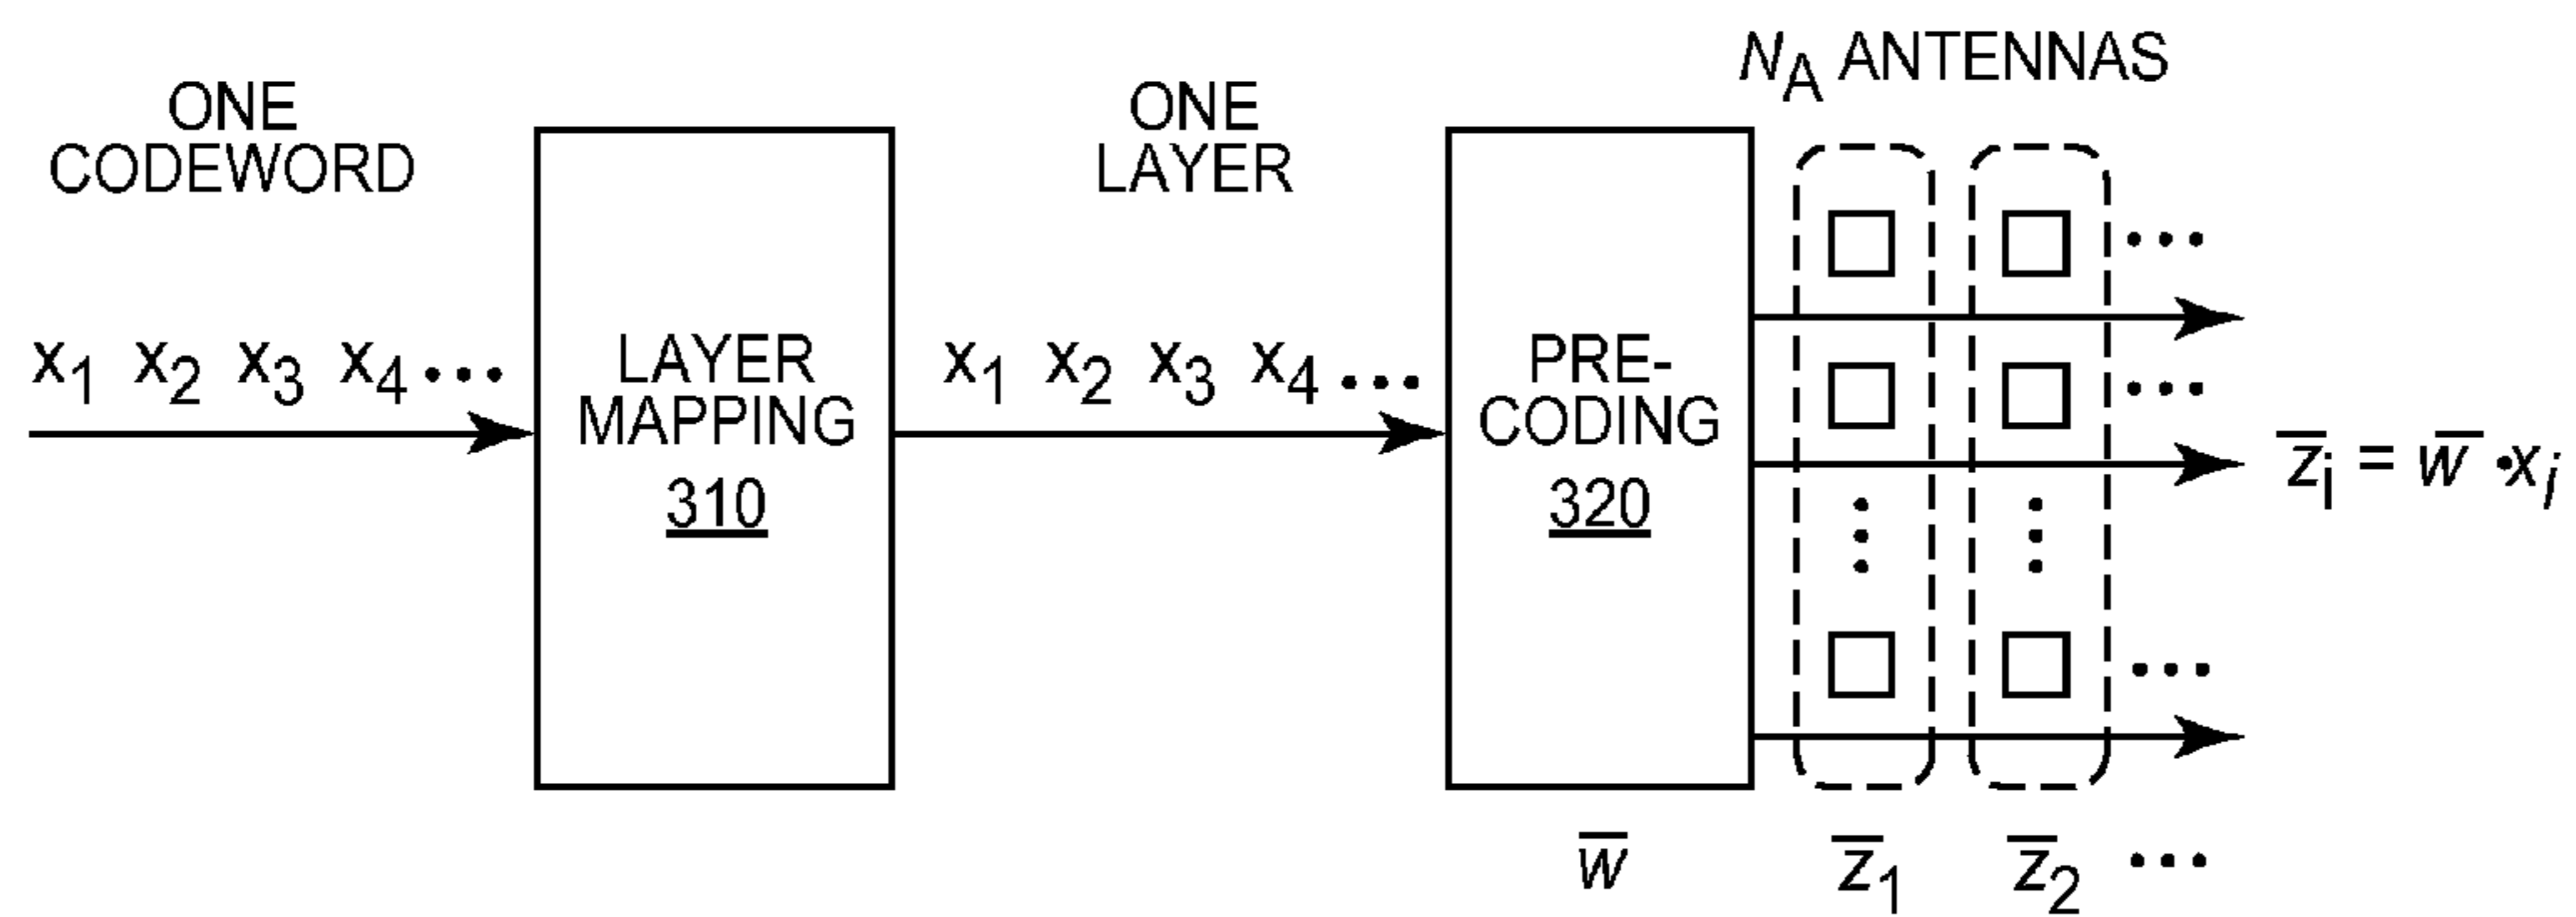 N_A ANTENNAS
ONE
CODEWORD
ONE
LAYER
x1 x2 x3 x4 •••
LAYER
MAPPING
310
x1 x2 x3 x4 •••
PRE-
CODING
320
z̅i = w̅ • xi
w̅
z̅1 z̅2 •••